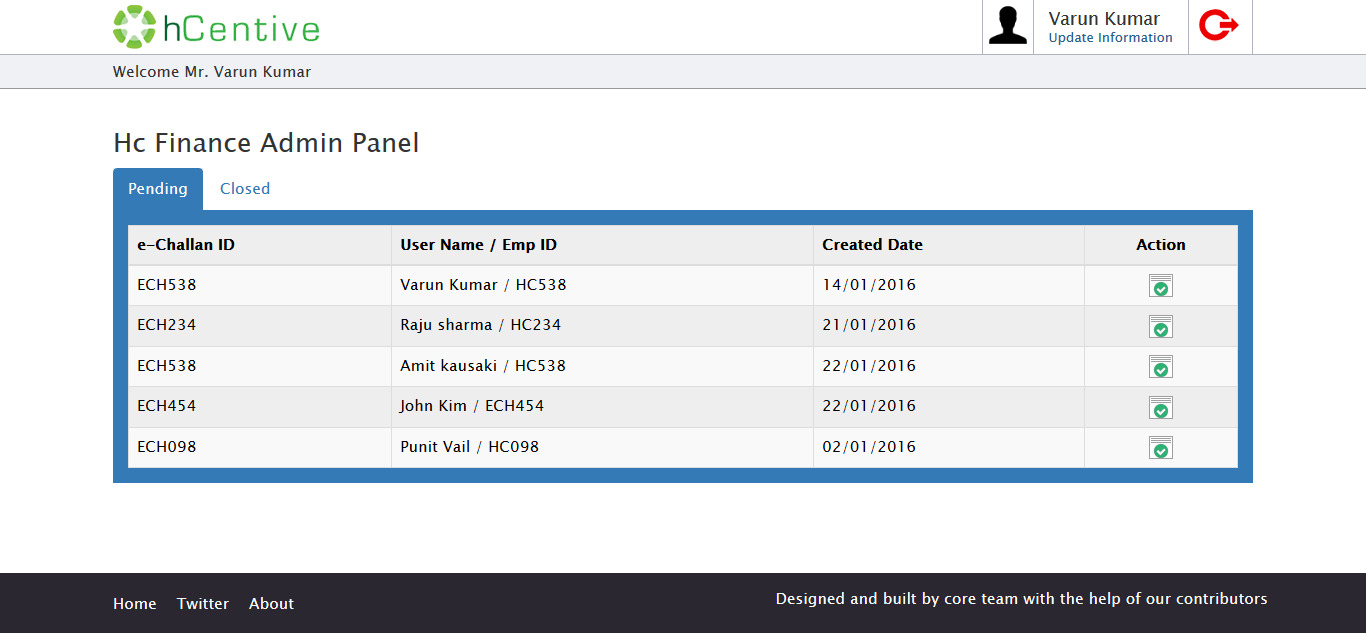 hCentive
Varun Kumar
Update Information
Welcome Mr. Varun Kumar
Hc Finance Admin Panel
Pending Closed
e-Challan ID User Name / Emp ID Created Date Action
ECH538 Varun Kumar / HC538 14/01/2016
ECH234 Raju sharma / HC234 21/01/2016
ECH538 Amit kausaki / HC538 22/01/2016
ECH454 John Kim / ECH454 22/01/2016
ECH098 Punit Vail / HC098 02/01/2016
Home Twitter About
Designed and built by core team with the help of our contributors